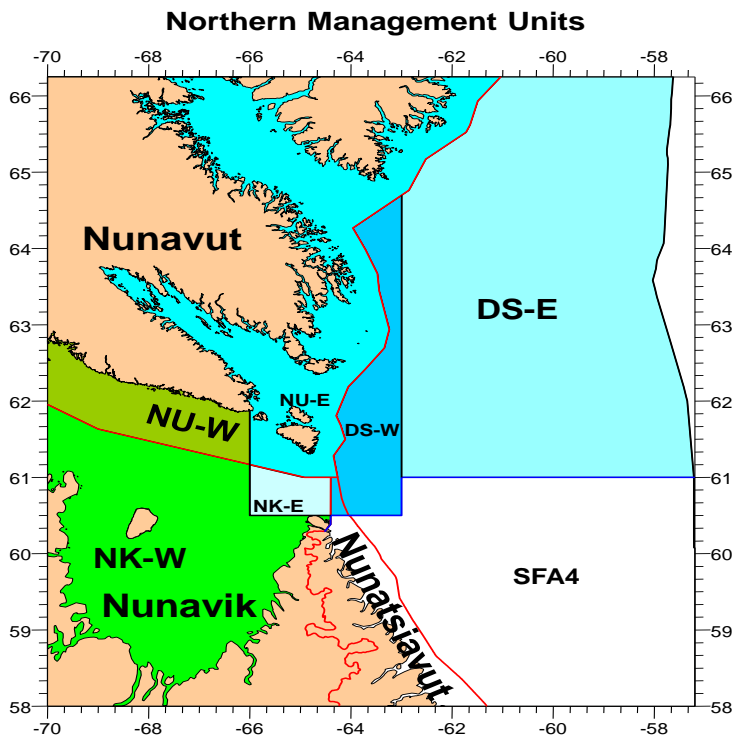 Northern Management Units
-70 -68 -66 -64 -62 -60 -58
66 66
65 65
Nunavut
64 64
DS-E
63 63
NU-E
62 62
NU-W
DS-W
61 61
NK-E
60 60
NK-W
SFA4
Nunavik
Nunatsiavut
59 59
58 58
-70 -68 -66 -64 -62 -60 -58